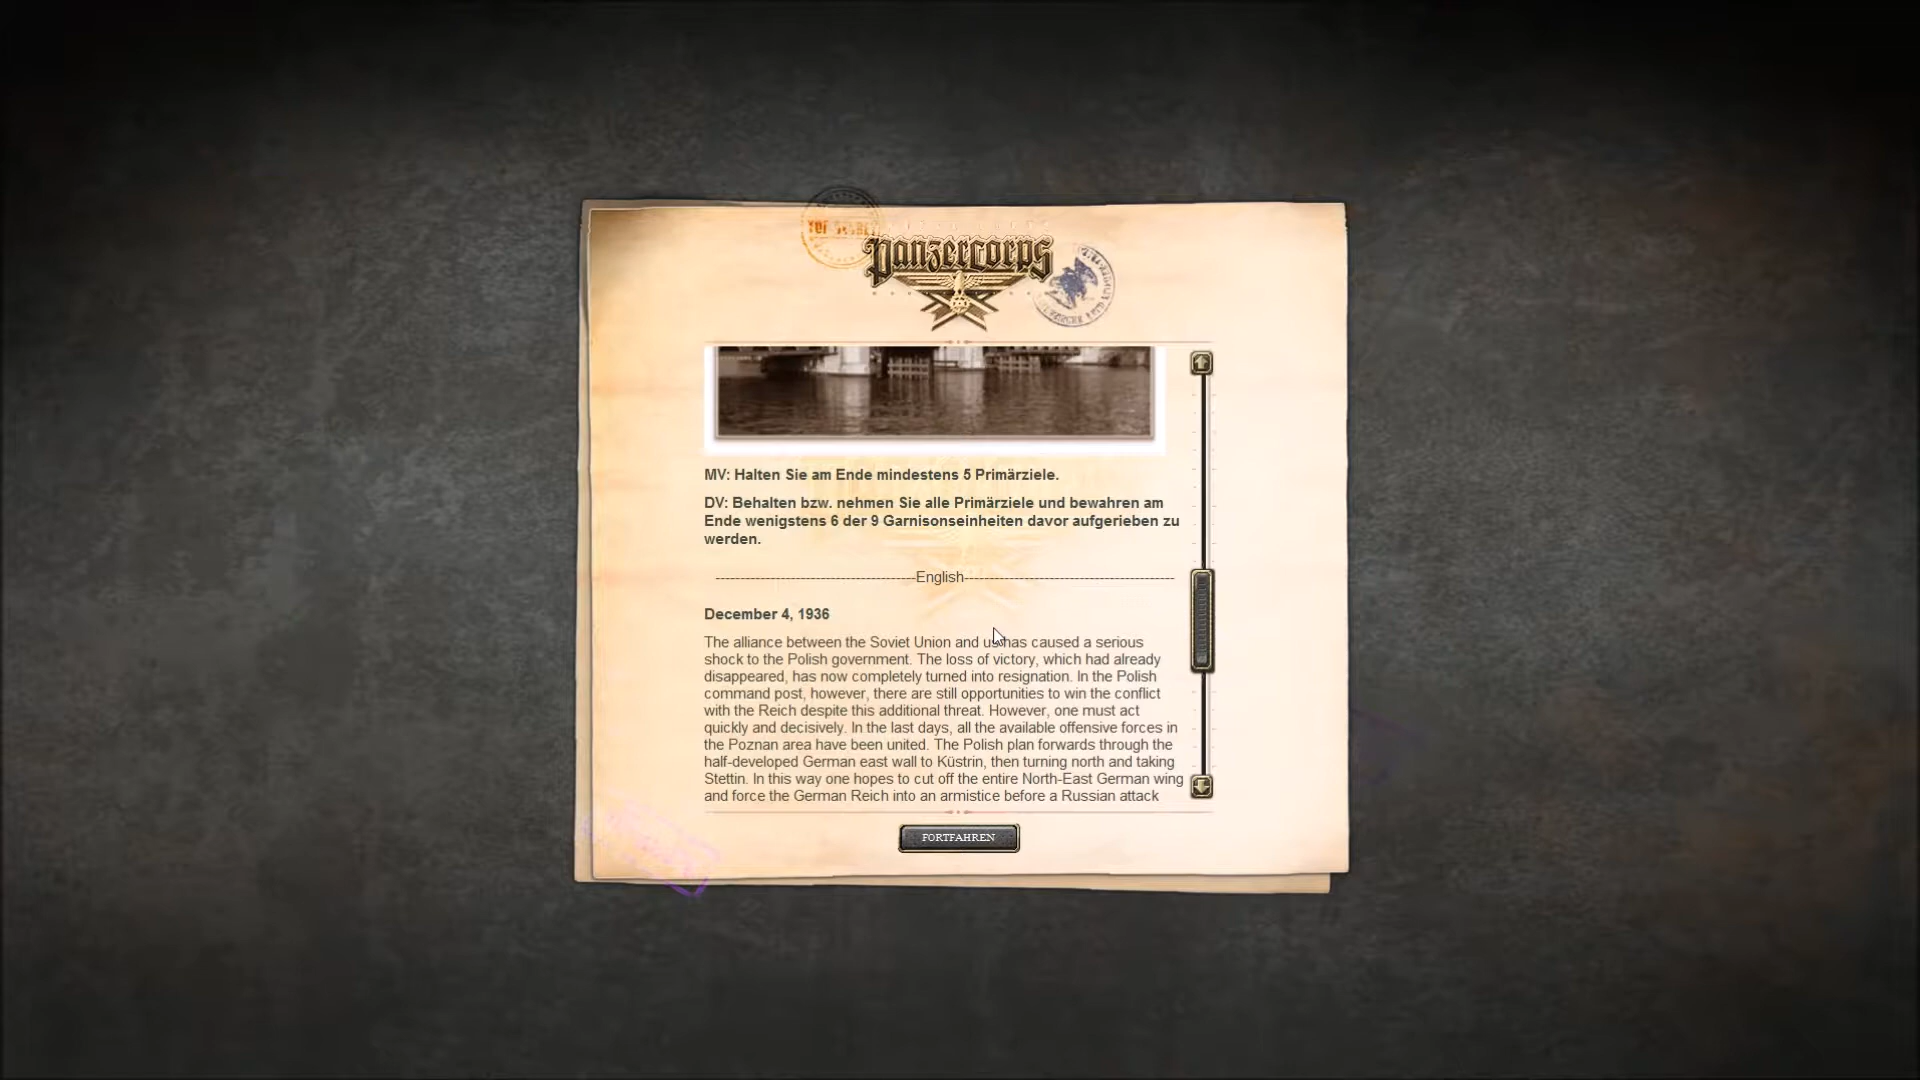 TOP SECRET
Panzercorps
MV: Halten Sie am Ende mindestens 5 Primärziele.
DV: Behalten bzw. nehmen Sie alle Primärziele und bewahren am
Ende wenigstens 6 der 9 Garnisonseinheiten davor aufgerieben zu
werden.
----------------------------------------English------------------------------------------
December 4, 1936
The alliance between the Soviet Union and us has caused a serious
shock to the Polish government. The loss of victory, which had already
disappeared, has now completely turned into resignation. In the Polish
command post, however, there are still opportunities to win the conflict
with the Reich despite this additional threat. However, one must act
quickly and decisively. In the last days, all the available offensive forces in
the Poznan area have been united. The Polish plan forwards through the
half-developed German east wall to Küstrin, then turning north and taking
Stettin. In this way one hopes to cut off the entire North-East German wing
and force the German Reich into an armistice before a Russian attack
FORTFAHREN